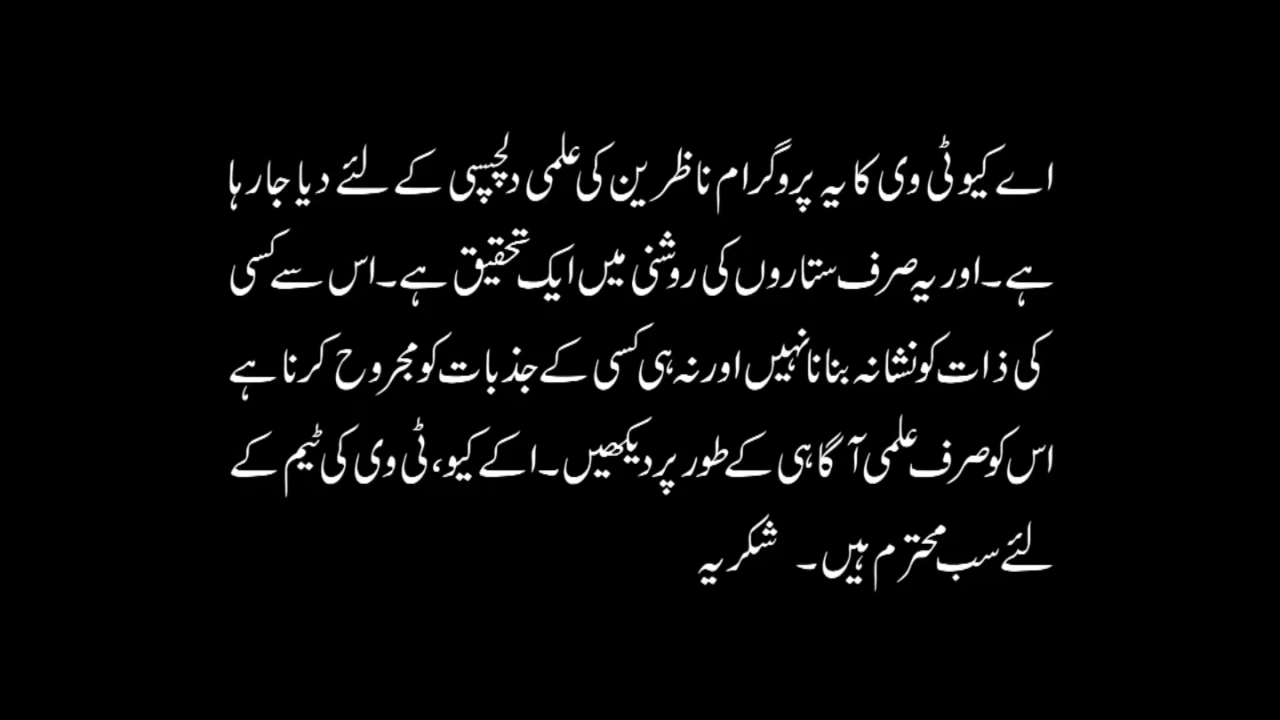 اے کیو ٹی وی کا یہ پروگرام ناظرین کی علمی دلچسپی کے لئے دیا جا رہا
ہے۔ اور یہ صرف ستاروں کی روشنی میں ایک تحقیق ہے۔ اس سے کسی
کی ذات کو نشانہ بنانا نہیں اور نہ ہی کسی کے جذبات کو مجروح کرنا ہے
اس کو صرف علمی آگاہی کے طور پر دیکھیں۔ اکے کیو، ٹی وی کی ٹیم کے
لئے سب محترم ہیں۔ شکریہ